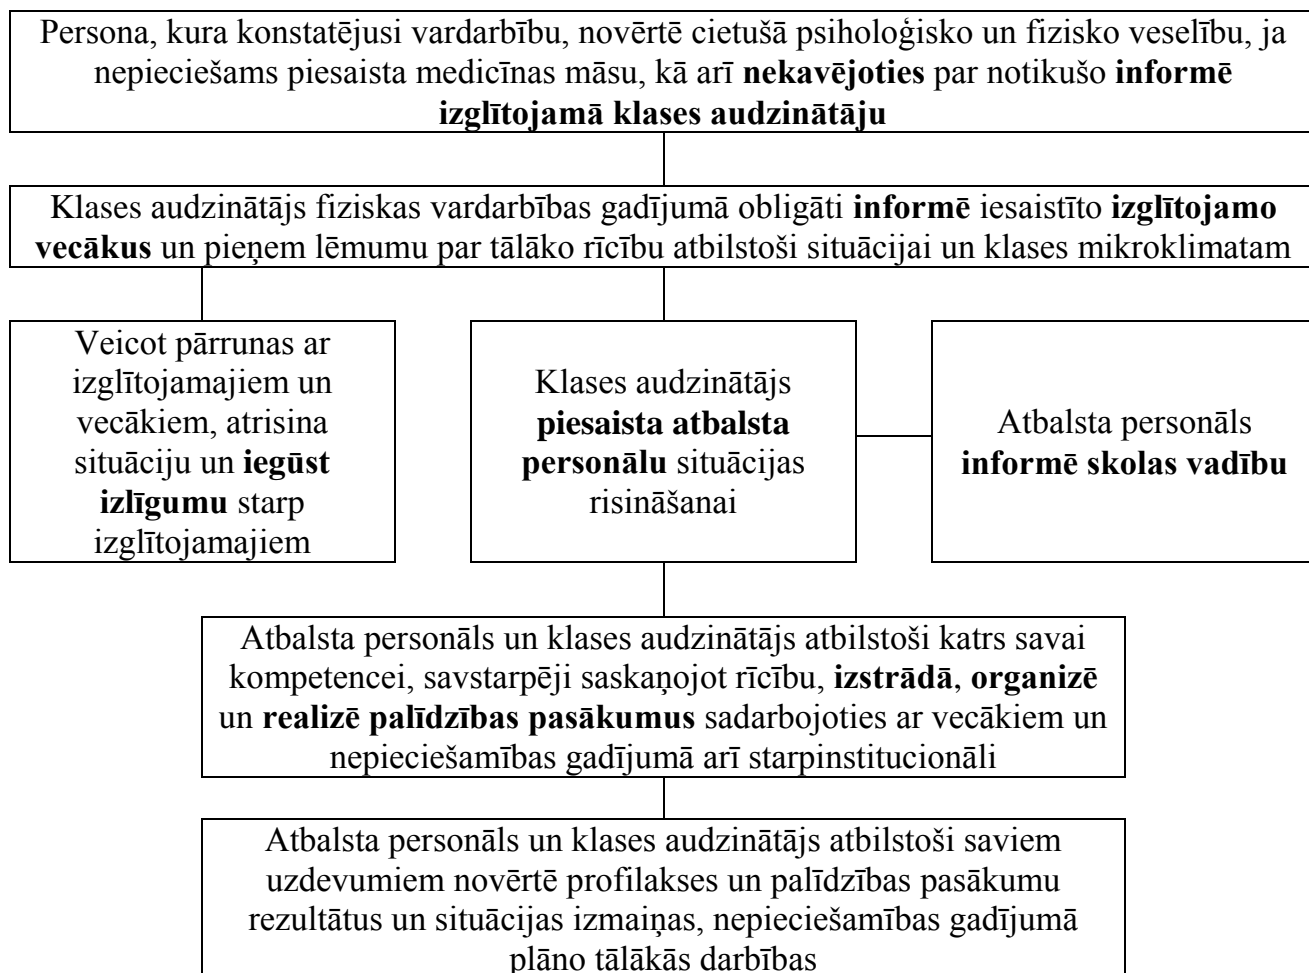 Persona, kura konstatējusi vardarbību, novērtē cietušā psiholoģisko un fizisko veselību, ja
nepieciešams piesaista medicīnas māsu, kā arī nekavējoties par notikušo informē
izglītojamā klases audzinātāju
Klases audzinātājs fiziskas vardarbības gadījumā obligāti informē iesaistīto izglītojamo
vecākus un pieņem lēmumu par tālāko rīcību atbilstoši situācijai un klases mikroklimatam
Veicot pārrunas ar
izglītojamajiem un
vecākiem, atrisina
situāciju un iegūst
izlīgumu starp
izglītojamajiem
Klases audzinātājs
piesaista atbalsta
personālu situācijas
risināšanai
Atbalsta personāls
informē skolas vadību
Atbalsta personāls un klases audzinātājs atbilstoši katrs savai
kompetencei, savstarpēji saskaņojot rīcību, izstrādā, organizē
un realizē palīdzības pasākumus sadarbojoties ar vecākiem un
nepieciešamības gadījumā arī starpinstitucionāli
Atbalsta personāls un klases audzinātājs atbilstoši saviem
uzdevumiem novērtē profilakses un palīdzības pasākumu
rezultātus un situācijas izmaiņas, nepieciešamības gadījumā
plāno tālākās darbības